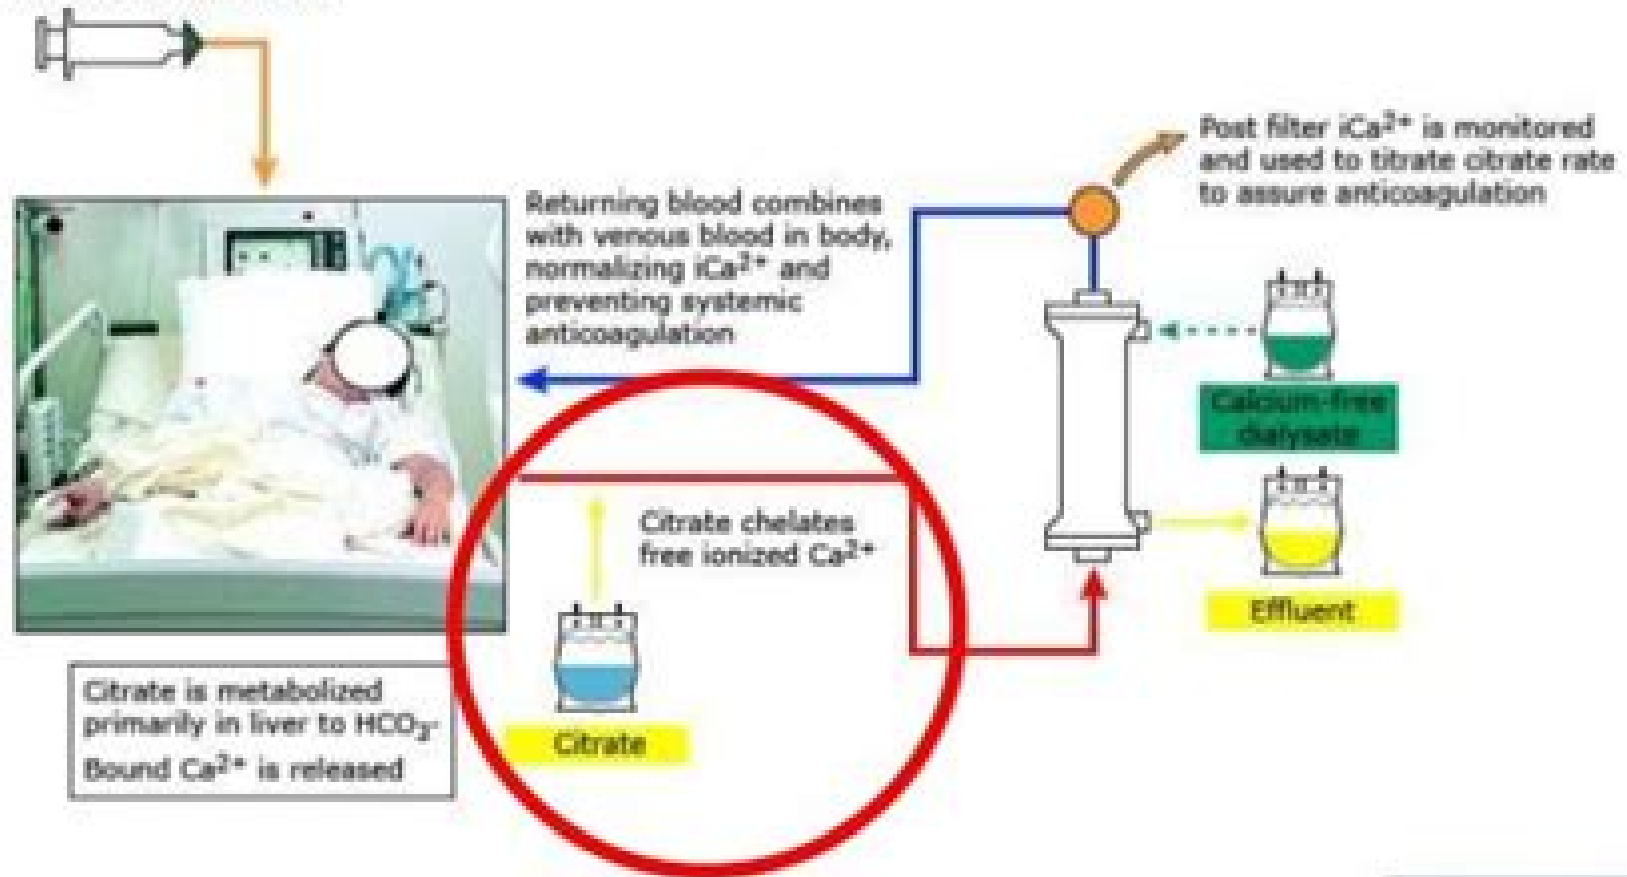 Post filter iCa²⁺ is monitored
and used to titrate citrate rate
to assure anticoagulation
Returning blood combines
with venous blood in body,
normalizing iCa²⁺ and
preventing systemic
anticoagulation
Calcium-free
dialysate
Citrate chelates
free ionized Ca²⁺
Effluent
Citrate is metabolized
primarily in liver to HCO₂-
Bound Ca²⁺ is released
Citrate